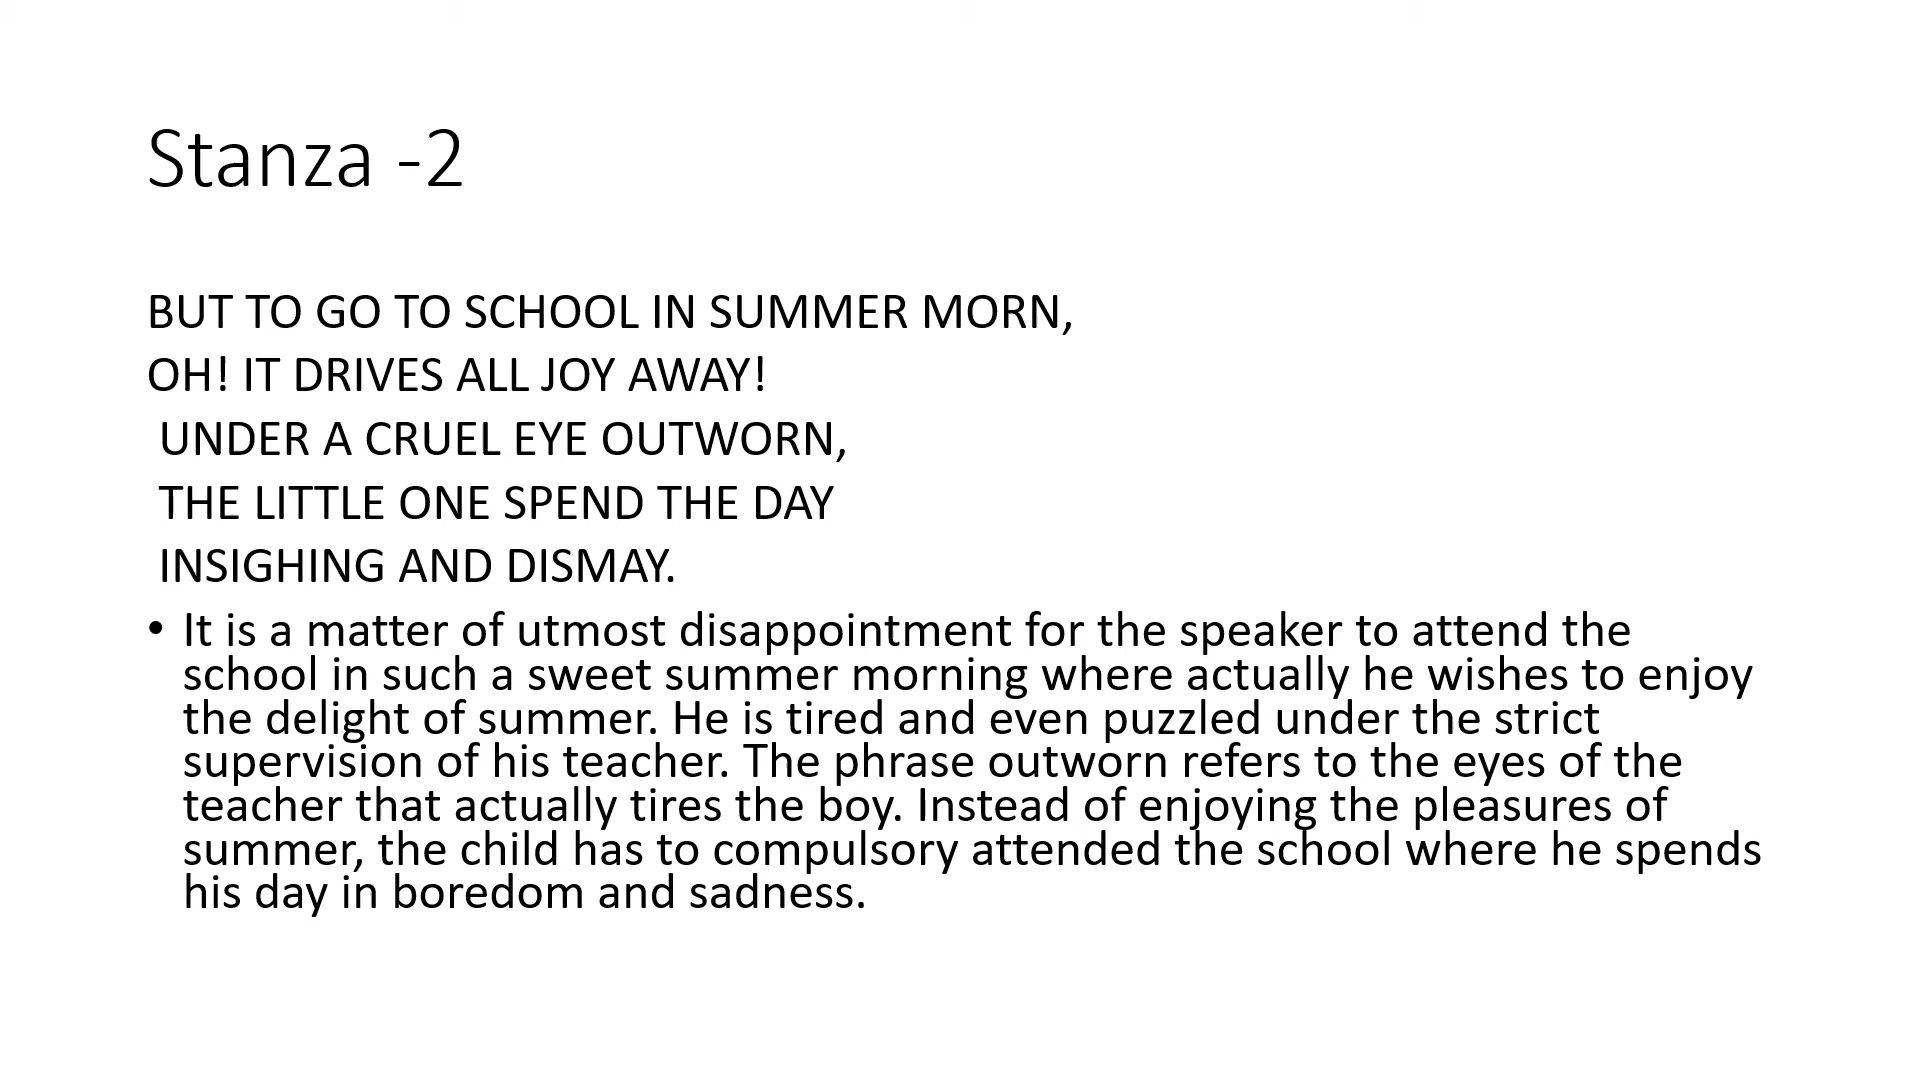 Stanza -2
BUT TO GO TO SCHOOL IN SUMMER MORN,
OH! IT DRIVES ALL JOY AWAY!
UNDER A CRUEL EYE OUTWORN,
THE LITTLE ONE SPEND THE DAY
INSIGHING AND DISMAY.
• It is a matter of utmost disappointment for the speaker to attend the
school in such a sweet summer morning where actually he wishes to enjoy
the delight of summer. He is tired and even puzzled under the strict
supervision of his teacher. The phrase outworn refers to the eyes of the
teacher that actually tires the boy. Instead of enjoying the pleasures of
summer, the child has to compulsory attended the school where he spends
his day in boredom and sadness.